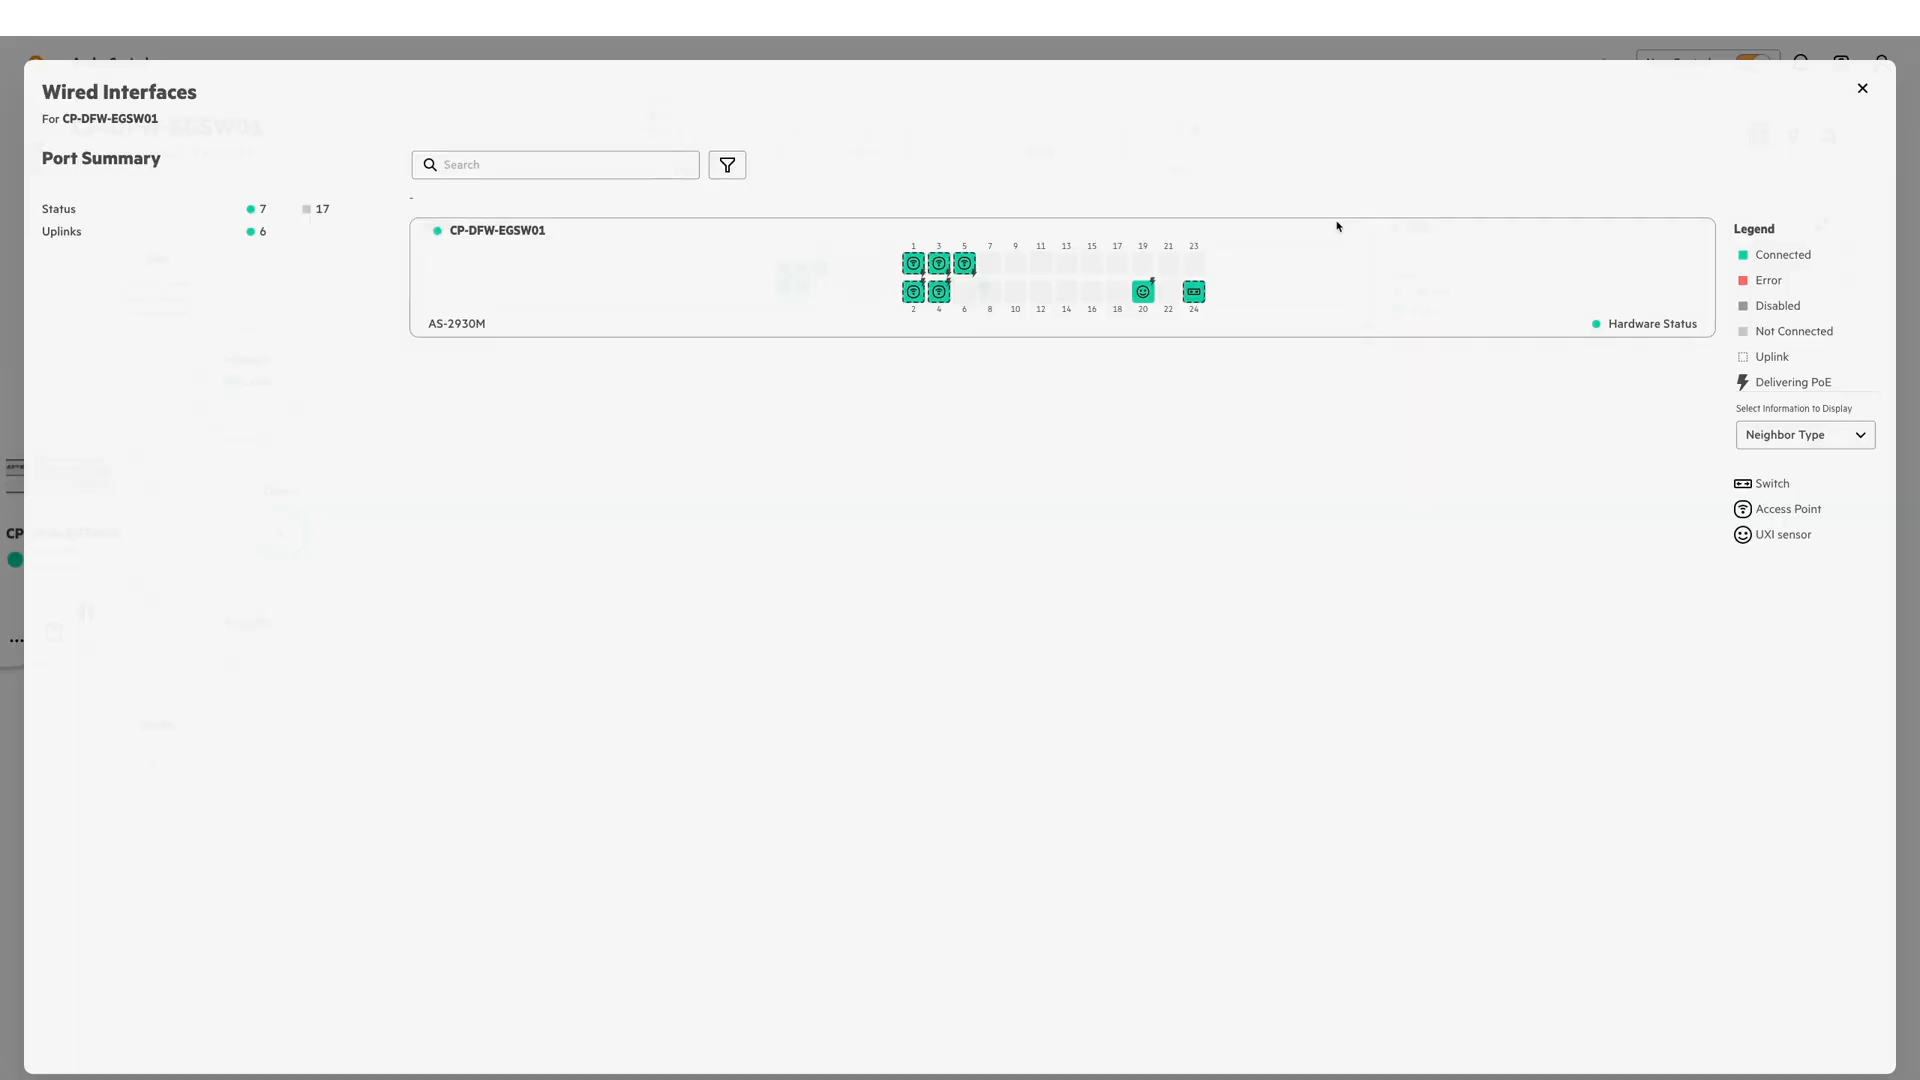 Wired Interfaces
For CP-DFW-EGSW01
Port Summary
Search
Status 7 17
Uplinks 6
-
CP-DFW-EGSW01
1 3 5 7 9 11 13 15 17 19 21 23
2 4 6 8 10 12 14 16 18 20 22 24
AS-2930M
Hardware Status
Legend
Connected
Error
Disabled
Not Connected
Uplink
Delivering PoE
Select Information to Display
Neighbor Type
Switch
Access Point
UXI sensor
CP
...